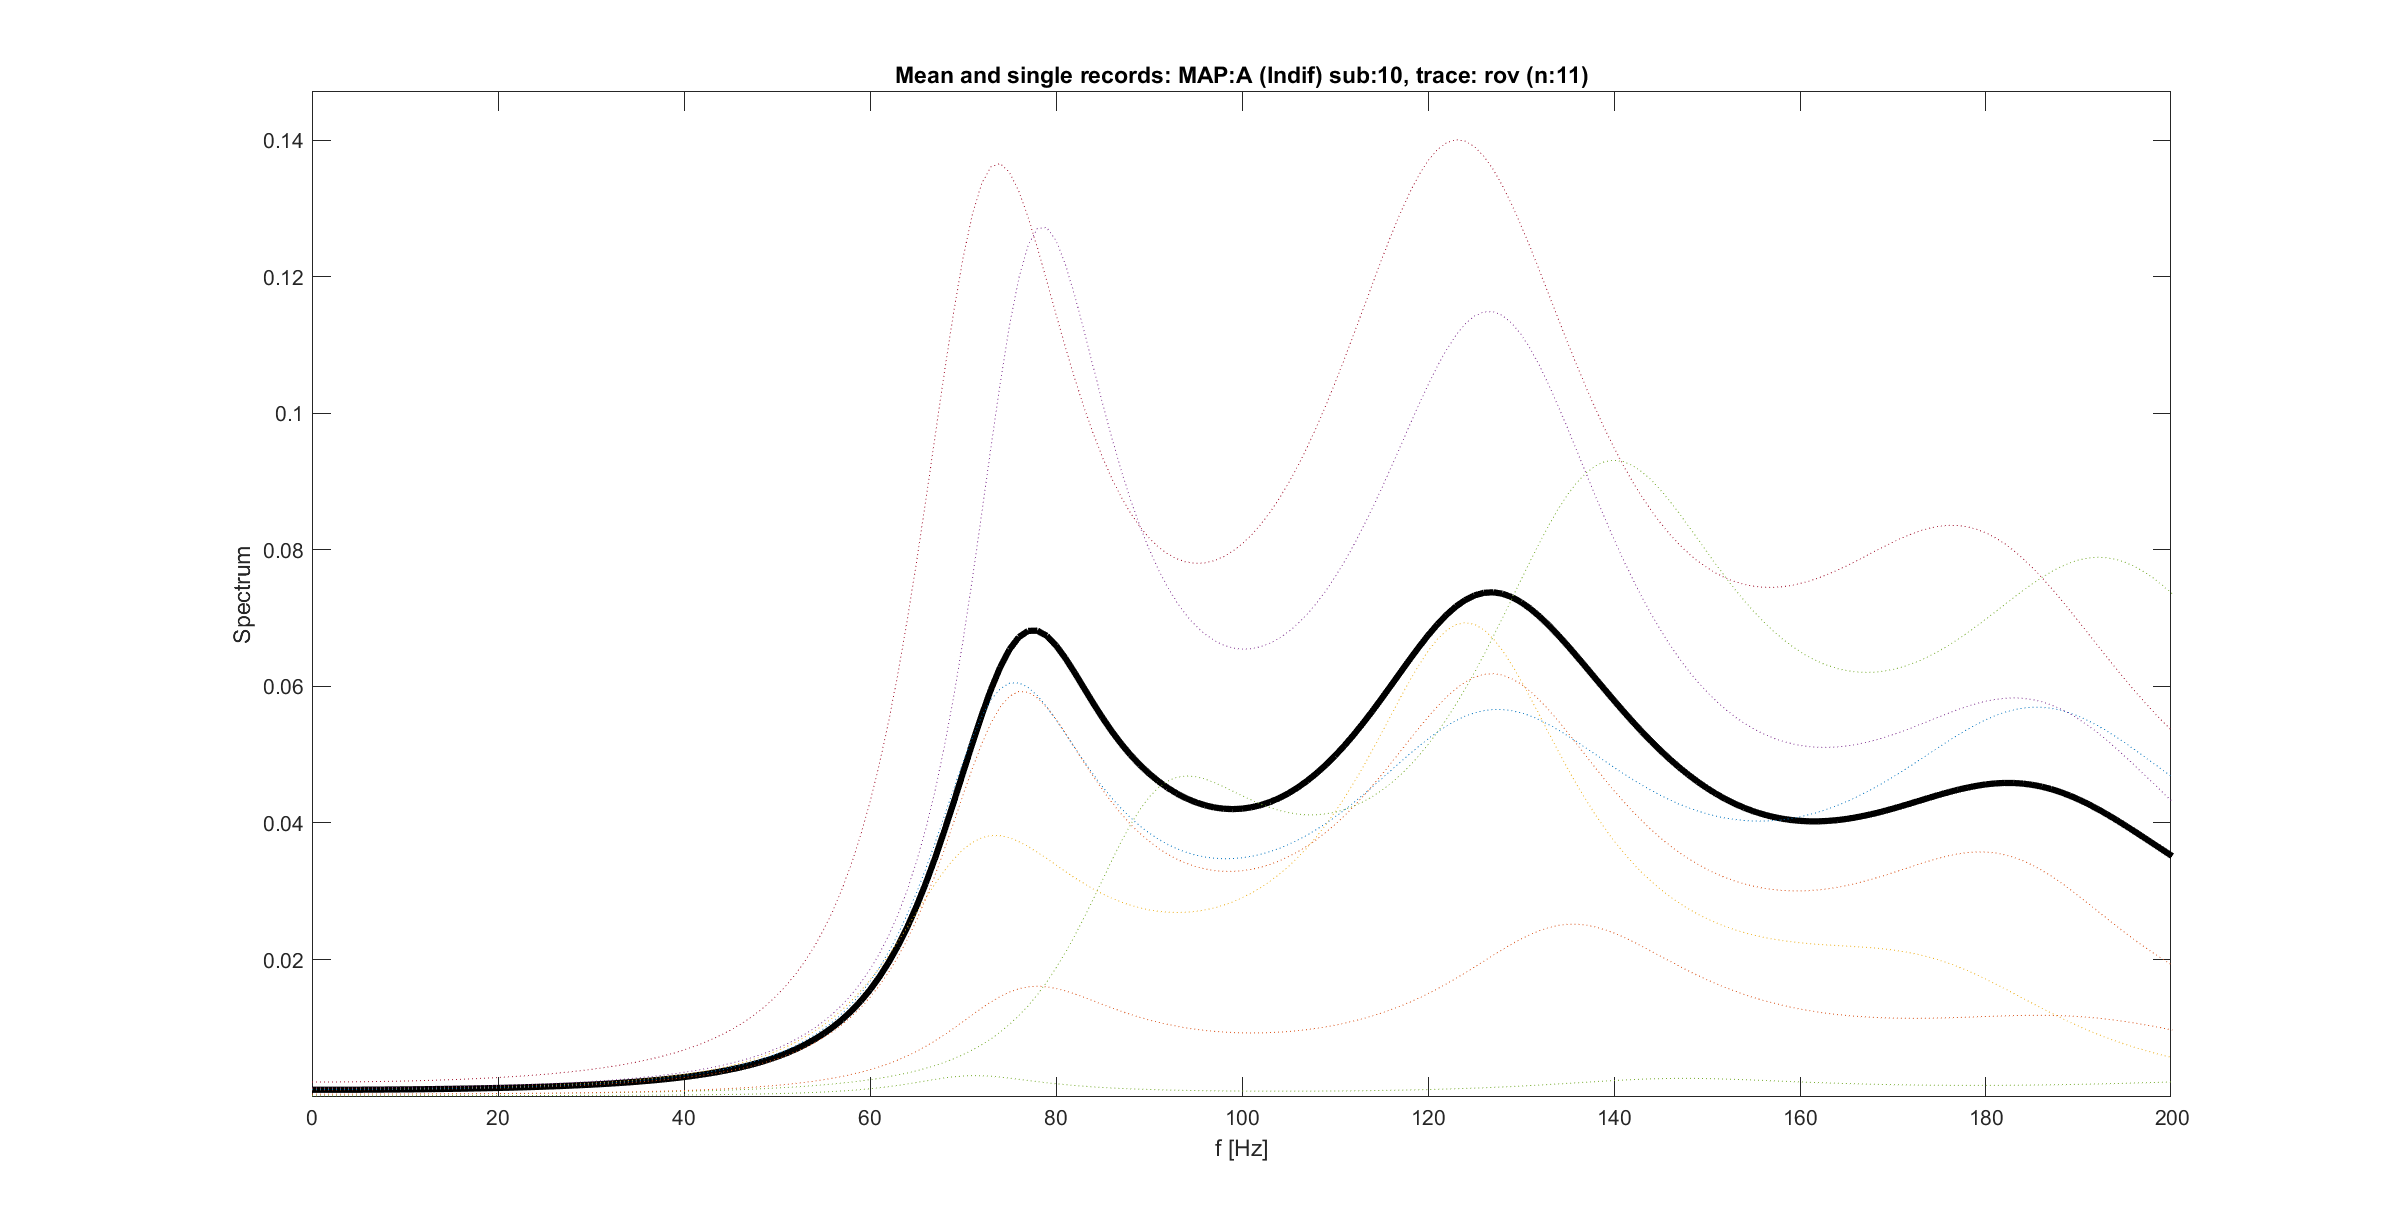 Mean and single records: MAP:A (Indif) sub:10, trace: rov (n:11)
0.14
0.12
0.1
0.08
0.06
0.04
0.02
Spectrum
0 20 40 60 80 100 120 140 160 180 200
f [Hz]